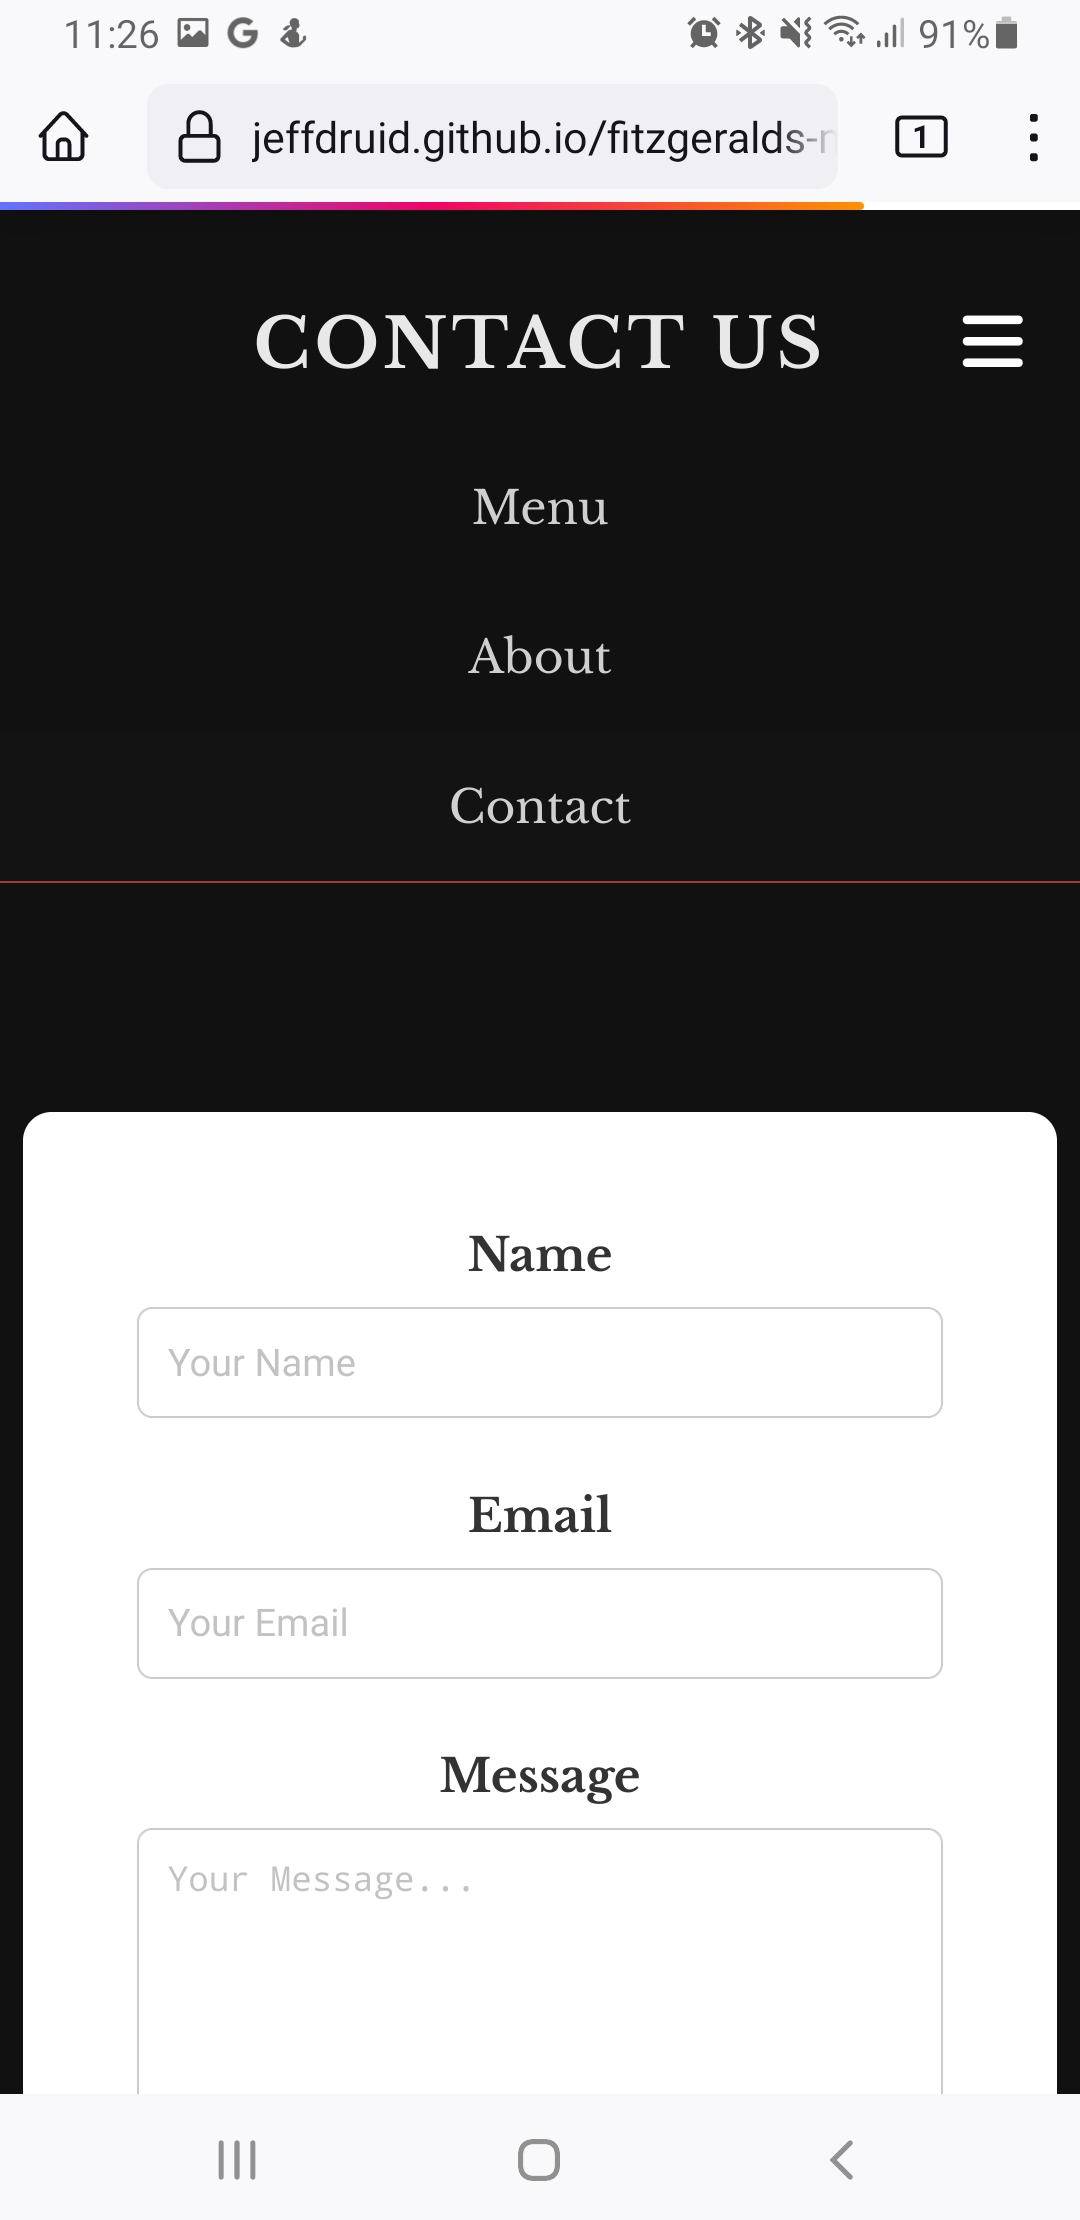 11:26
91%
jeffdruid.github.io/fitzgeralds-
1
CONTACT US
Menu
About
Contact
Name
Your Name
Email
Your Email
Message
Your Message...